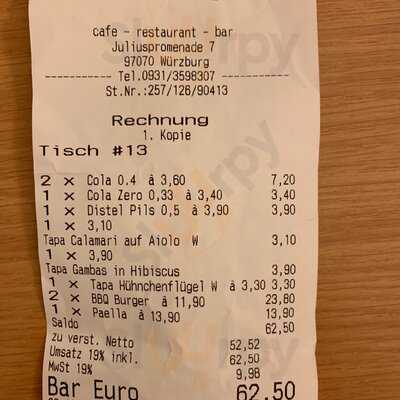 cafe - restaurant - bar
Juliuspromenade 7
97070 Würzburg
Tel.0931/3598307
St.Nr.:257/126/90413
Rechnung
1. Kopie
Tisch #13
2 x Cola 0.4 à 3,60 7,20
1 x Cola Zero 0,33 à 3,40 3,40
1 x Distel Pils 0,5 à 3,90 3,90
1 x 3,10
Tapa Calamari auf Aiolo W 3,10
1 x 3,90
Tapa Gambas in Hibiscus 3,90
1 x Tapa Hühnchenflügel W à 3,30 3,30
2 x BBQ Burger à 11,90 23,80
1 x Paella à 13,90 13,90
Saldo 62,50
zu verst. Netto 52,52
Umsatz 19% inkl. 62,50
MwSt 19% 9,98
Bar Euro 62,50